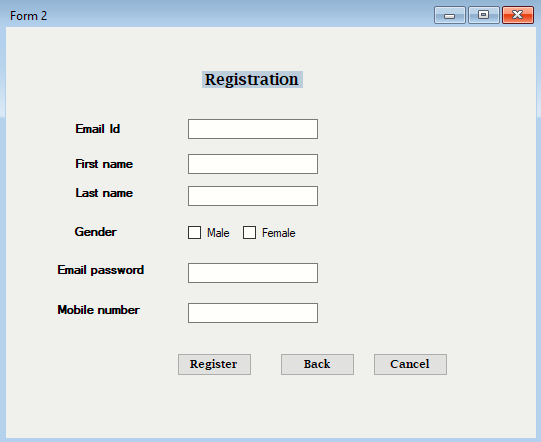 Form 2
Registration
Email Id
First name
Last name
Gender Male Female
Email password
Mobile number
Register Back Cancel